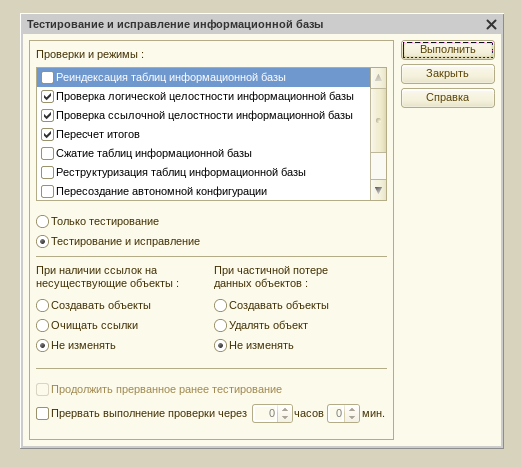 Тестирование и исправление информационной базы
Проверки и режимы :
Выполнить
Закрыть
Справка
Реиндексация таблиц информационной базы
Проверка логической целостности информационной базы
Проверка ссылочной целостности информационной базы
Пересчет итогов
Сжатие таблиц информационной базы
Реструктуризация таблиц информационной базы
Пересоздание автономной конфигурации
Только тестирование
Тестирование и исправление
При наличии ссылок на
несуществующие объекты :
Создавать объекты
Очищать ссылки
Не изменять
При частичной потере
данных объектов :
Создавать объекты
Удалять объект
Не изменять
Продолжить прерванное ранее тестирование
Прервать выполнение проверки через 0 часов 0 мин.